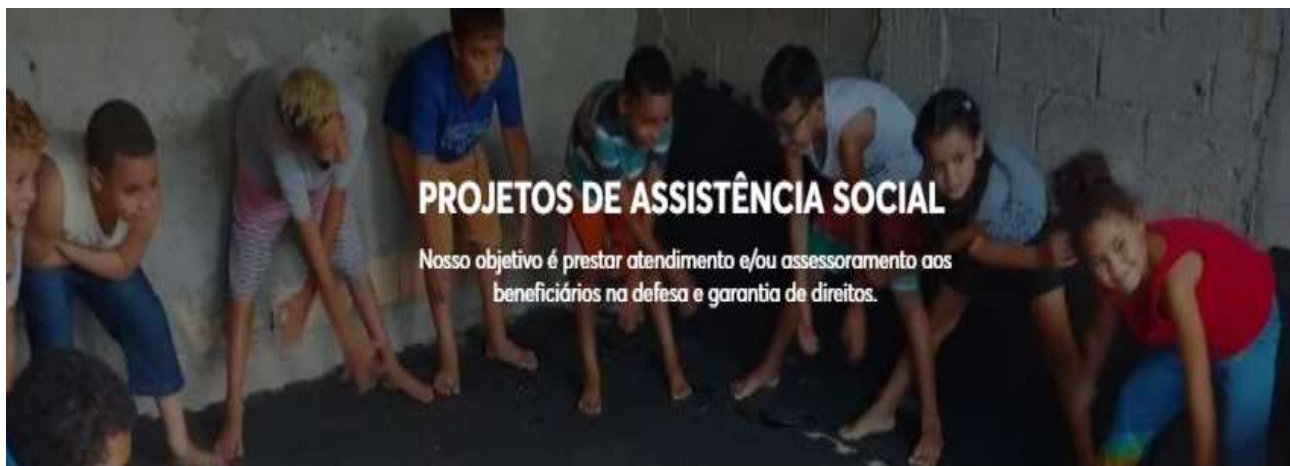 PROJETOS DE ASSISTÊNCIA SOCIAL
Nosso objetivo é prestar atendimento e/ou assessoramento aos
beneficiários na defesa e garantia de direitos.